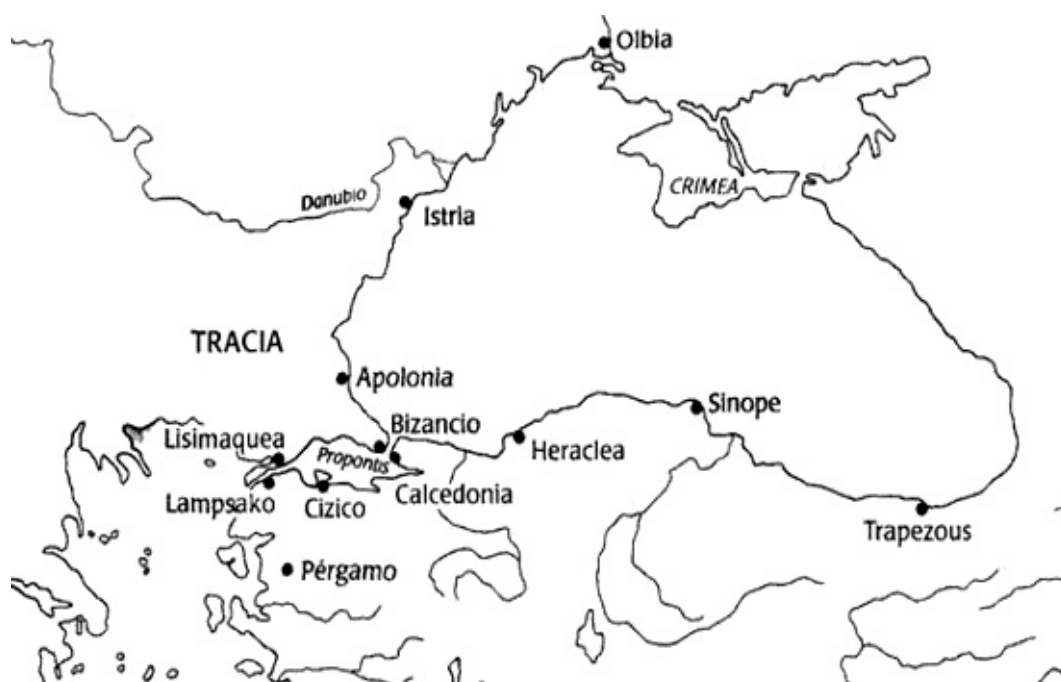 Olbia
CRIMEA
Danubio
Istria
TRACIA
Apolonia
Sinope
Bizancio
Lisimaquea
Heraclea
Propontis
Calcedonia
Lampsako
Cizico
Trapezous
Pérgamo